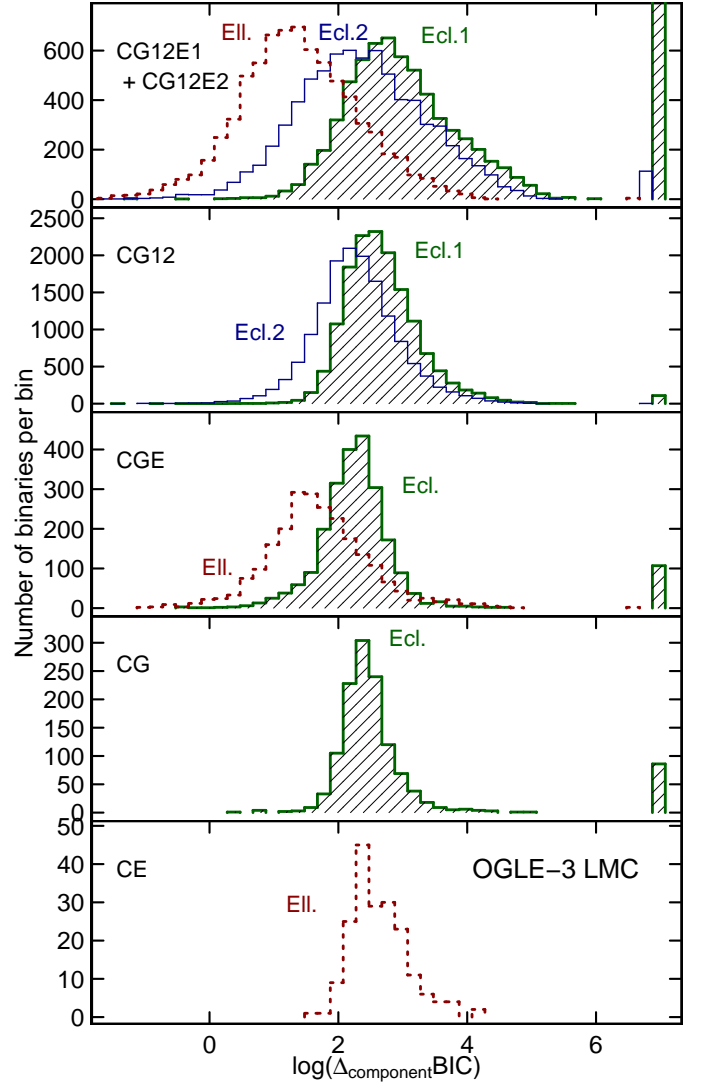 CG12E1
+ CG12E2
Ell.
Ecl.2
Ecl.1
600
400
200
0
CG12
Ecl.1
Ecl.2
2500
2000
1500
1000
500
0
CGE
Ecl.
Ell.
400
300
200
100
0
CG
Ecl.
300
250
200
150
100
50
0
CE
OGLE−3 LMC
Ell.
50
40
30
20
10
0
Number of binaries per bin
0 2 4 6
log(ΔcomponentBIC)